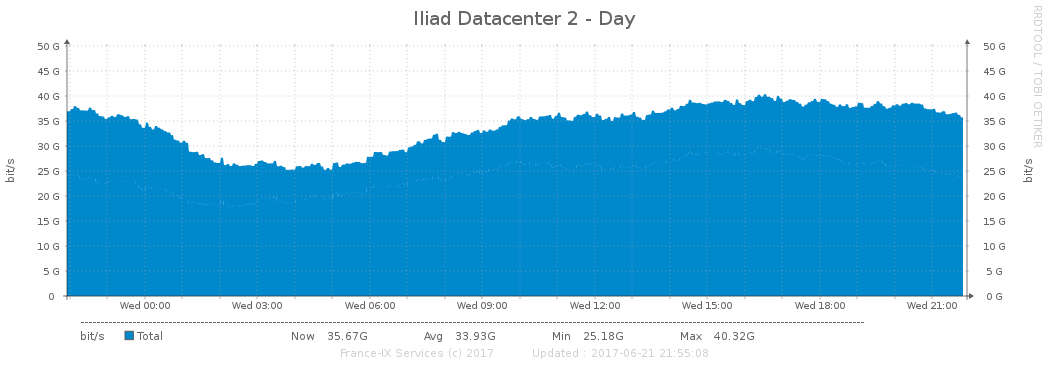 Iliad Datacenter 2 - Day
RRDTOOL / TOBI OETIKER
50 G 50 G
45 G 45 G
40 G 40 G
35 G 35 G
30 G 30 G
25 G 25 G
20 G 20 G
15 G 15 G
10 G 10 G
5 G 5 G
0 0 G
bit/s bit/s
Wed 00:00 Wed 03:00 Wed 06:00 Wed 09:00 Wed 12:00 Wed 15:00 Wed 18:00 Wed 21:00
bit/s Total Now 35.67G Avg 33.93G Min 25.18G Max 40.32G
France-IX Services (c) 2017 Updated : 2017-06-21 21:55:08